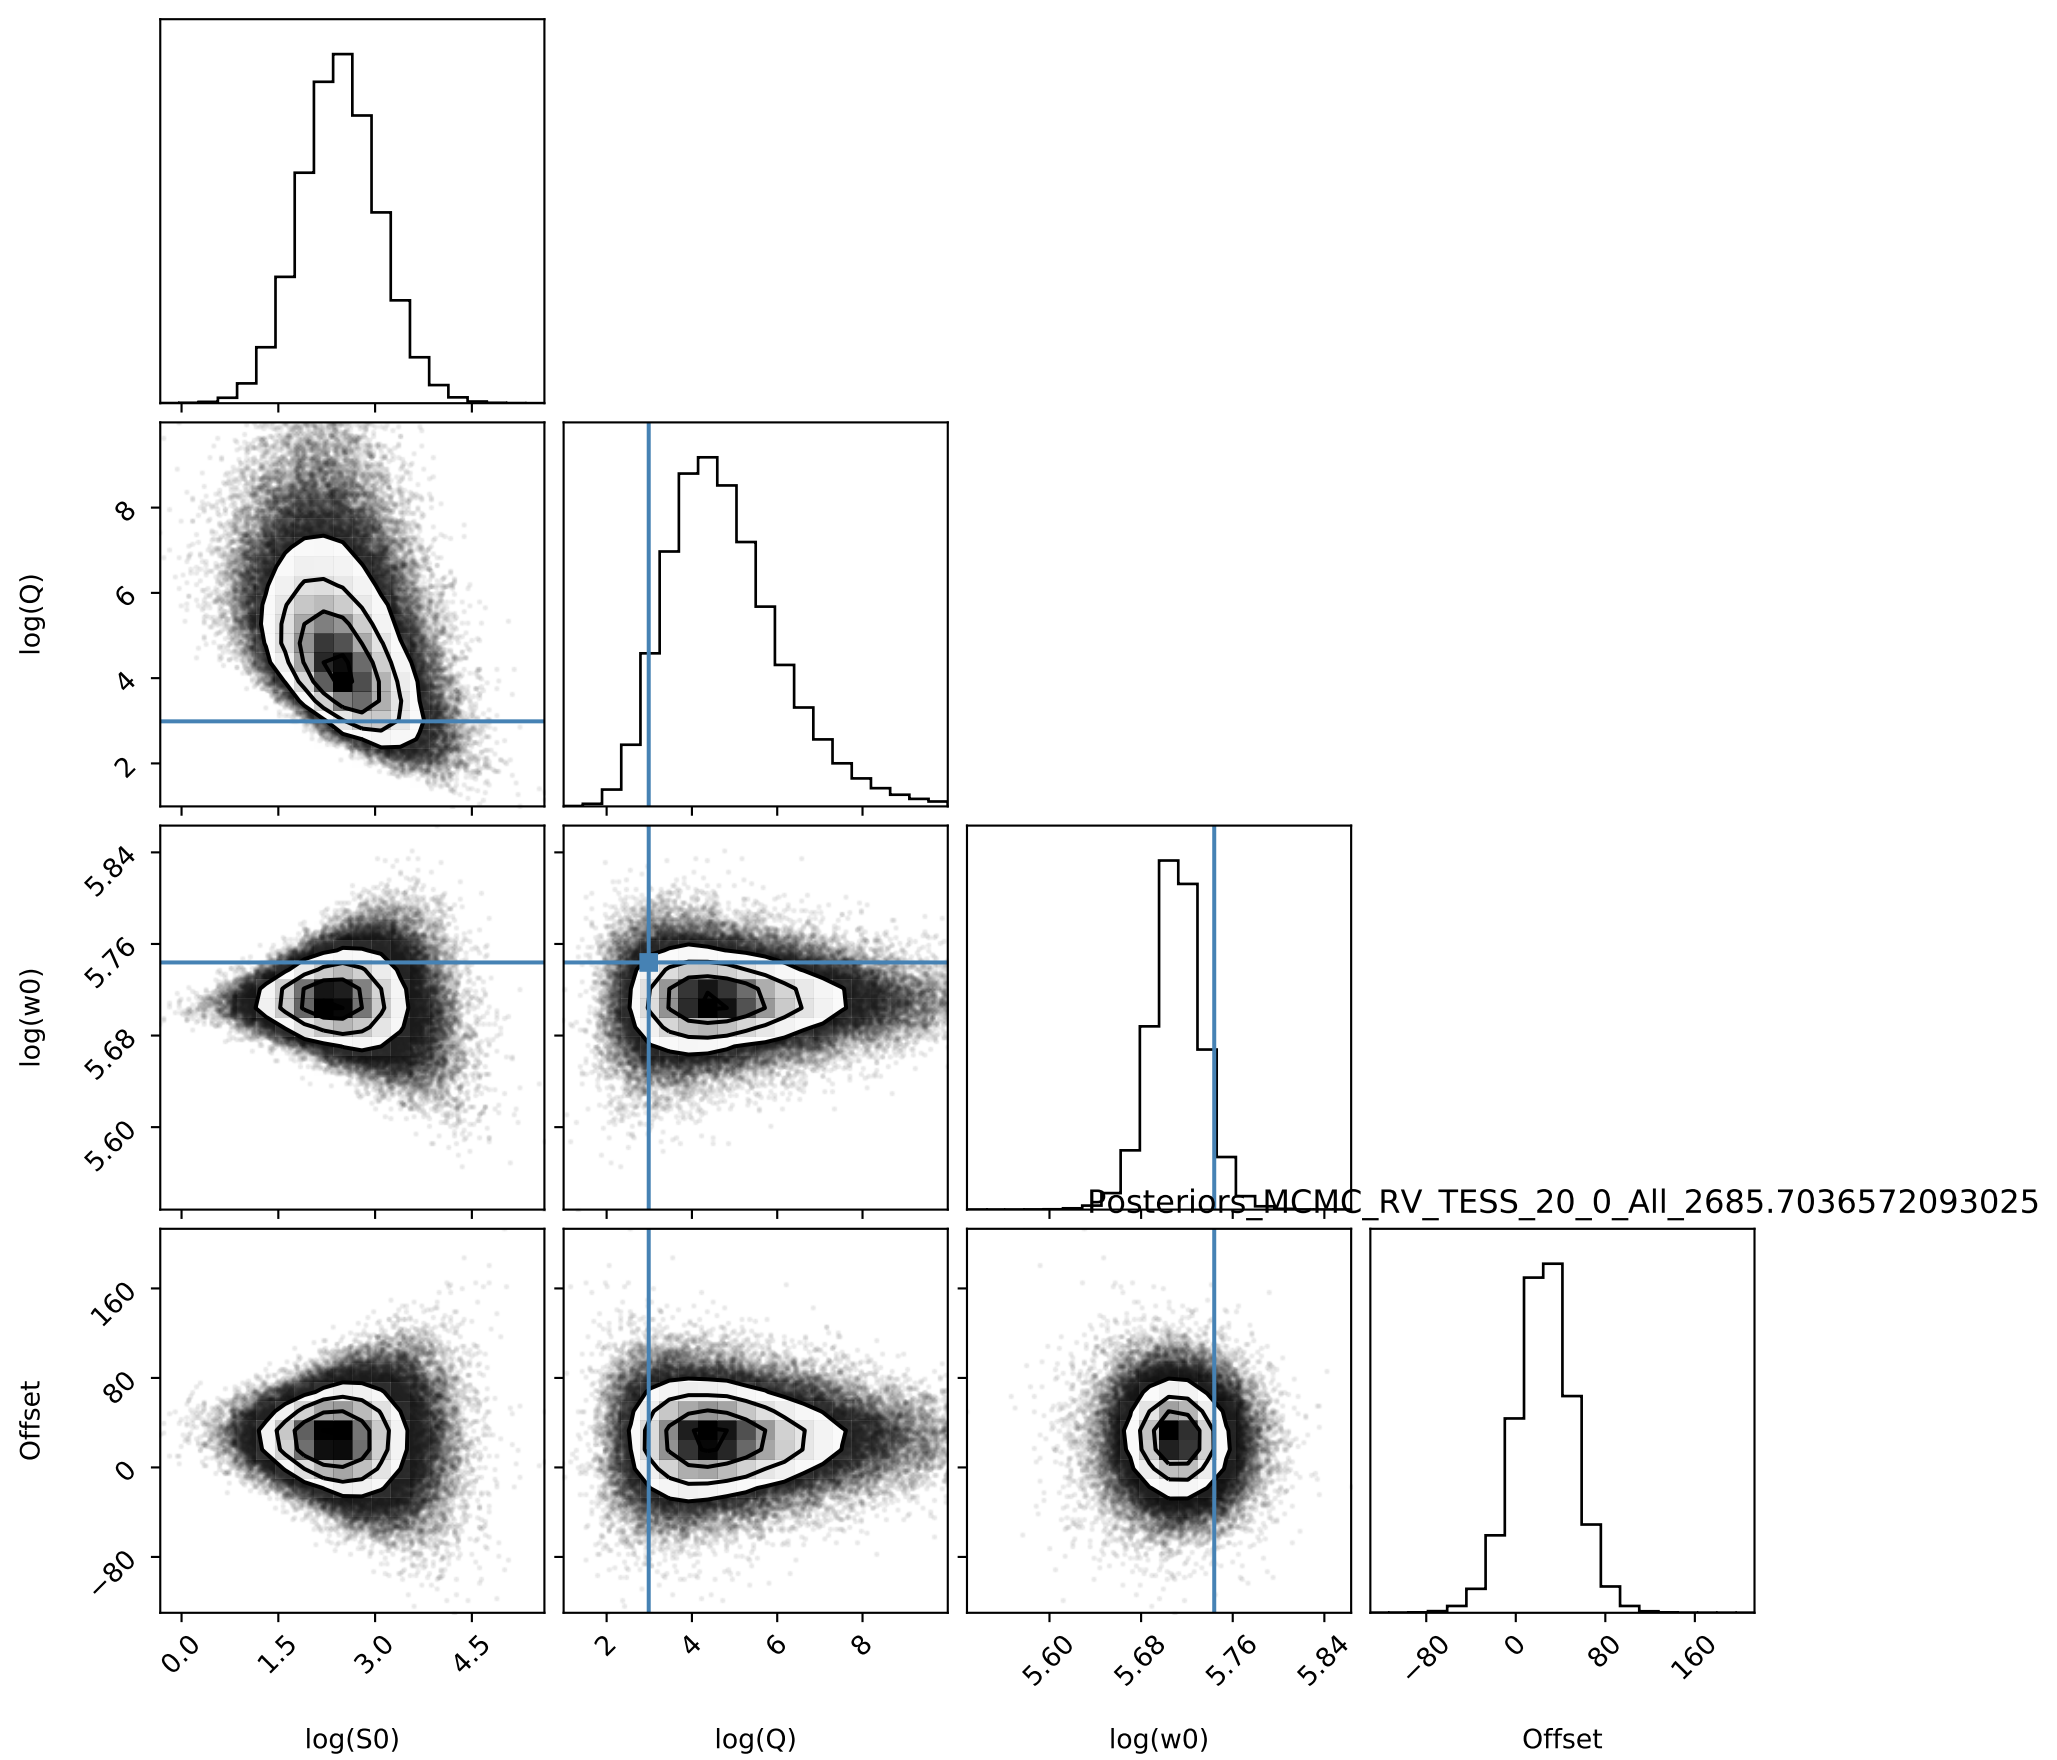 log(Q)
8
6
4
2
log(w0)
5.84
5.76
5.68
5.60
Posteriors_MCMC_RV_TESS_20_0_All_2685.7036572093025
Offset
160
80
0
−80
0.0 1.5 3.0 4.5 2 4 6 8 5.60 5.68 5.76 5.84 −80 0 80 160
log(S0) log(Q) log(w0) Offset